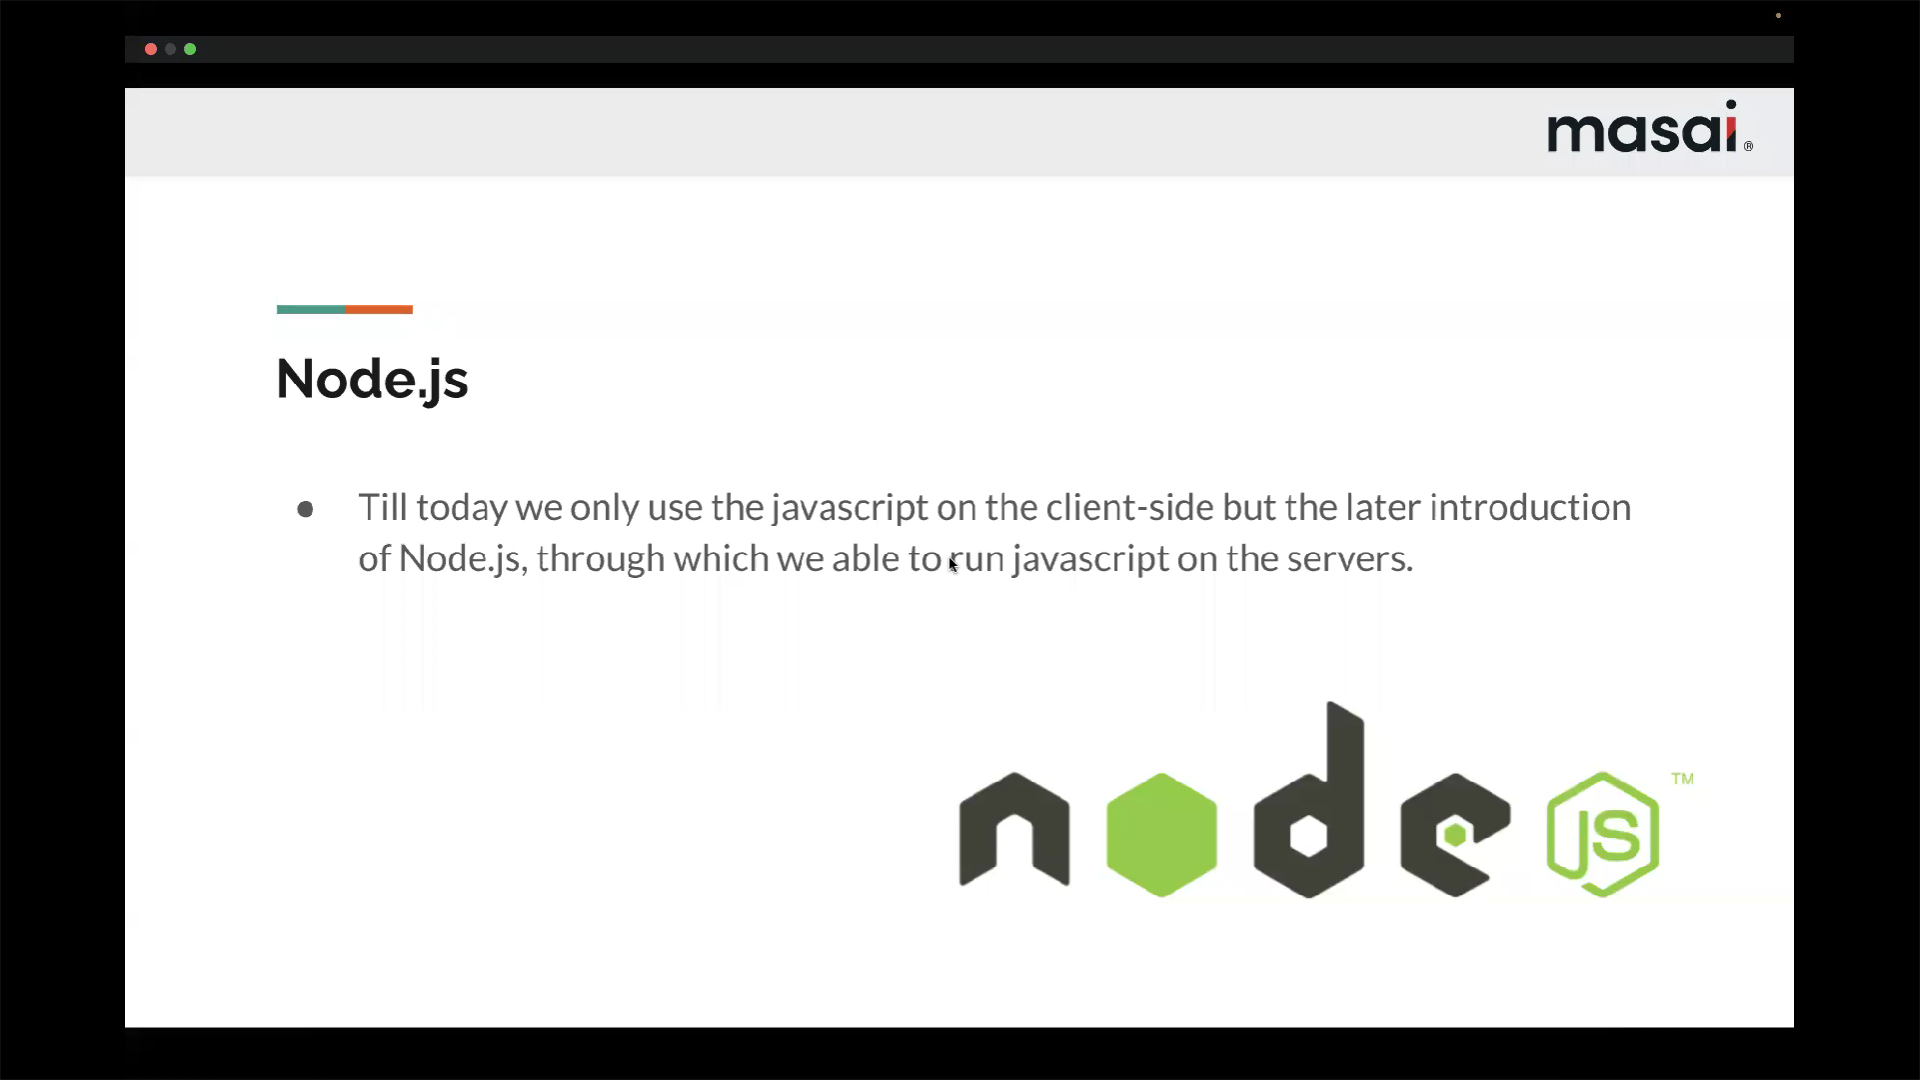 masai®
Node.js
● Till today we only use the javascript on the client-side but the later introduction
of Node.js, through which we able to run javascript on the servers.
node JS ™